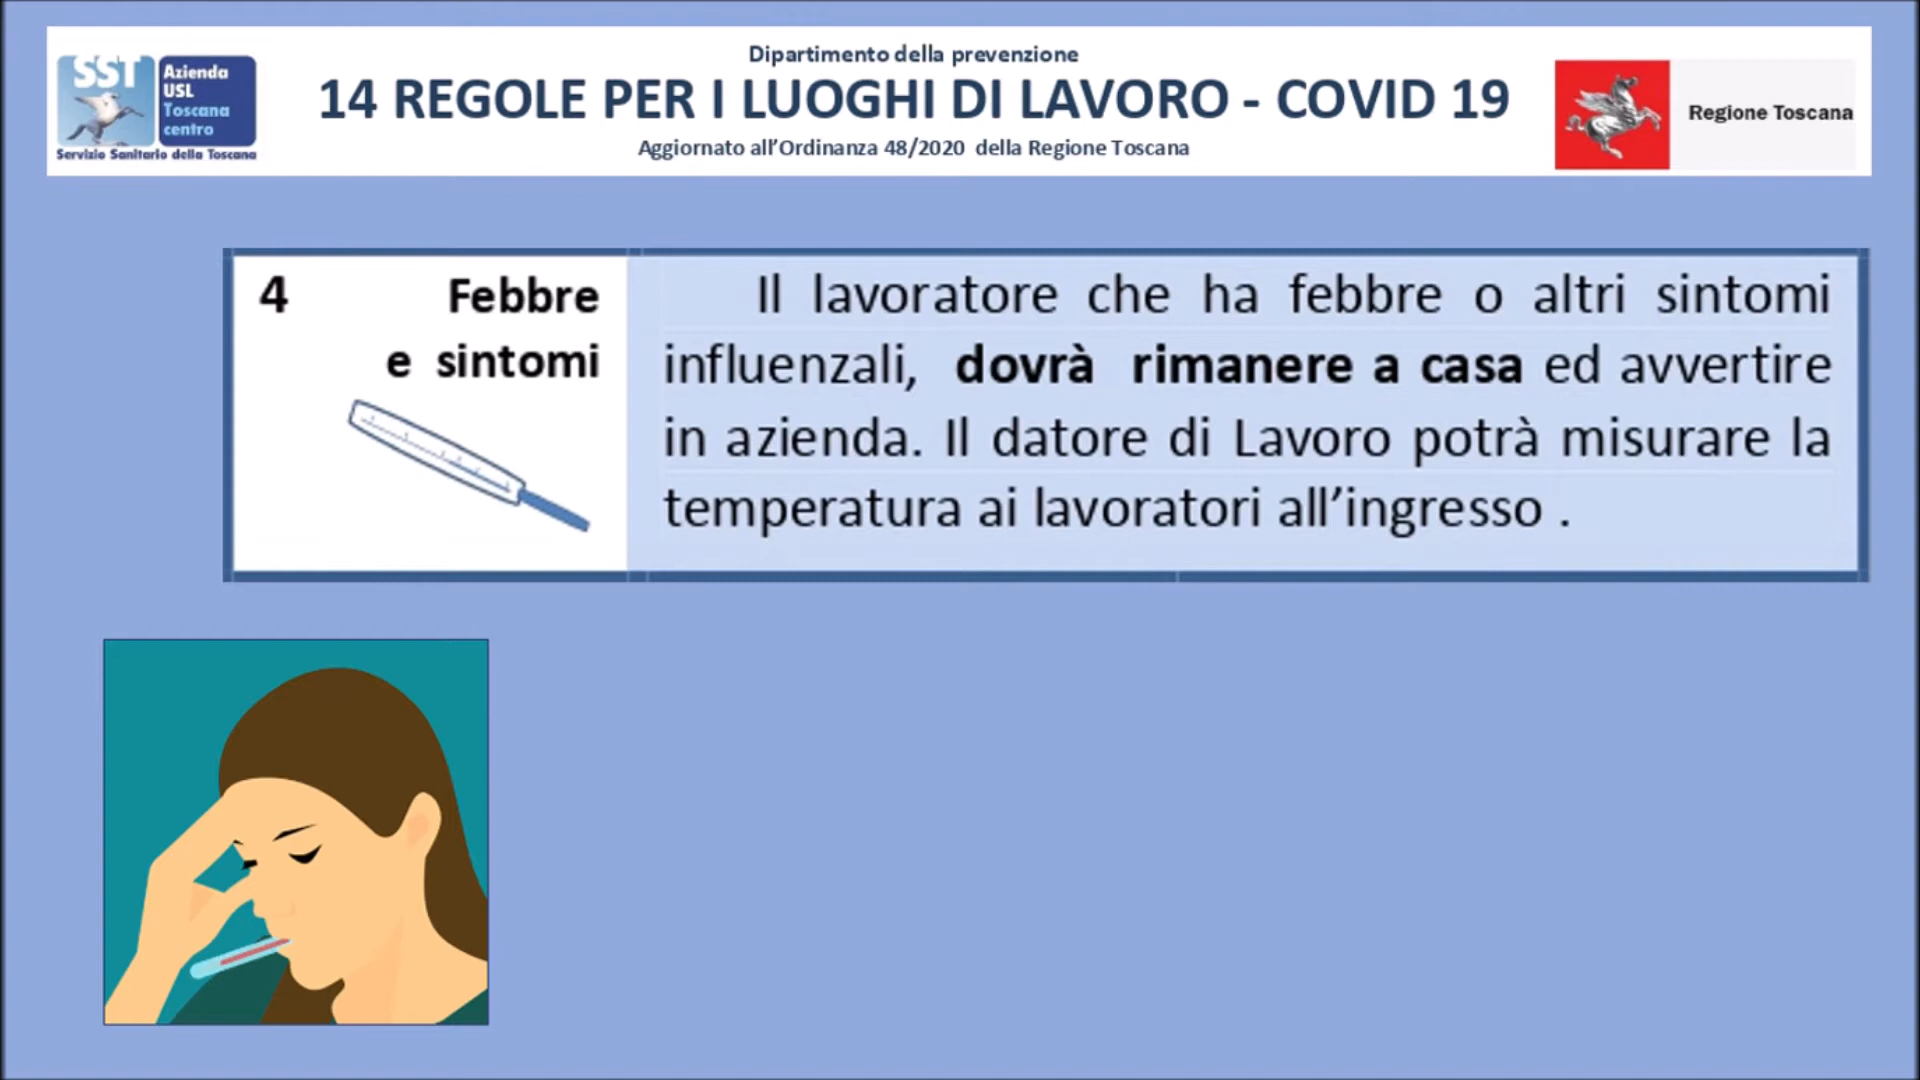 SST
Azienda
USL
Toscana
centro
Servizio Sanitario della Toscana
Dipartimento della prevenzione
14 REGOLE PER I LUOGHI DI LAVORO - COVID 19
Aggiornato all’Ordinanza 48/2020 della Regione Toscana
Regione Toscana
4 Febbre
e sintomi
Il lavoratore che ha febbre o altri sintomi
influenzali, dovrà rimanere a casa ed avvertire
in azienda. Il datore di Lavoro potrà misurare la
temperatura ai lavoratori all’ingresso .